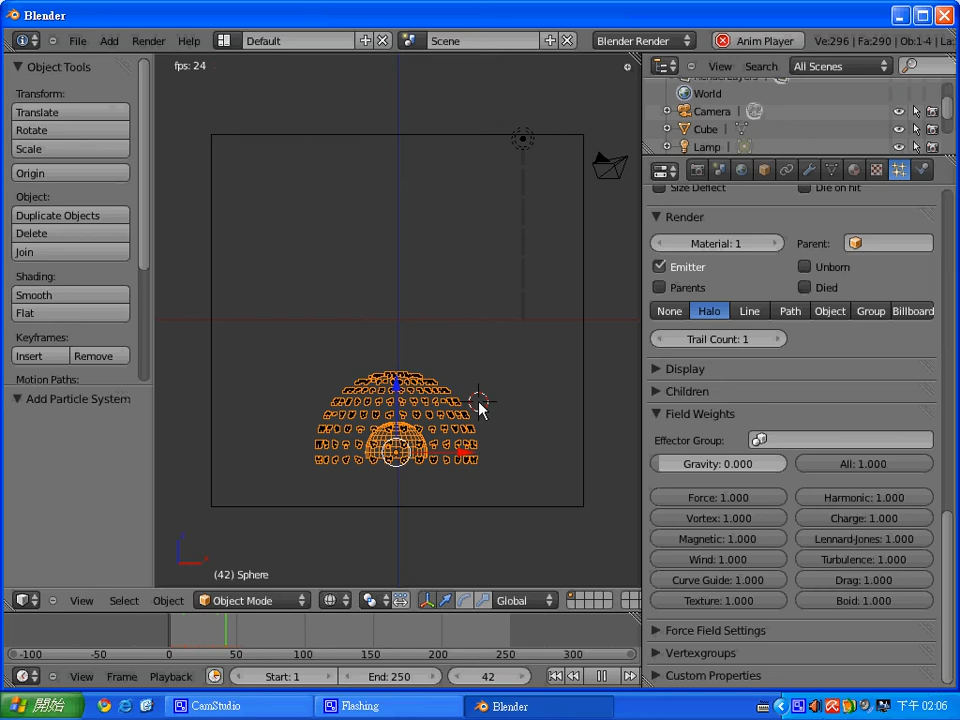 Blender
File Add Render Help Default Scene Blender Render Anim Player Ve:296 | Fa:290 | Ob:1-4 | La:
Object Tools
Transform:
Translate
Rotate
Scale
Origin
Object:
Duplicate Objects
Delete
Join
Shading:
Smooth
Flat
Keyframes:
Insert Remove
Motion Paths:
Add Particle System
fps: 24
(42) Sphere
View Select Object Object Mode Global
-100 -50 0 50 100 150 200 250 300
View Frame Playback Start: 1 End: 250 42
View Search All Scenes
RenderLayers
World
Camera
Cube
Lamp
Size Deflect Die on hit
Render
Material: 1 Parent:
Emitter Unborn
Parents Died
None Halo Line Path Object Group Billboard
Trail Count: 1
Display
Children
Field Weights
Effector Group:
Gravity: 0.000 All: 1.000
Force: 1.000 Harmonic: 1.000
Vortex: 1.000 Charge: 1.000
Magnetic: 1.000 Lennard-Jones: 1.000
Wind: 1.000 Turbulence: 1.000
Curve Guide: 1.000 Drag: 1.000
Texture: 1.000 Boid: 1.000
Force Field Settings
Vertexgroups
Custom Properties
開始 CamStudio Flashing Blender 下午 02:06